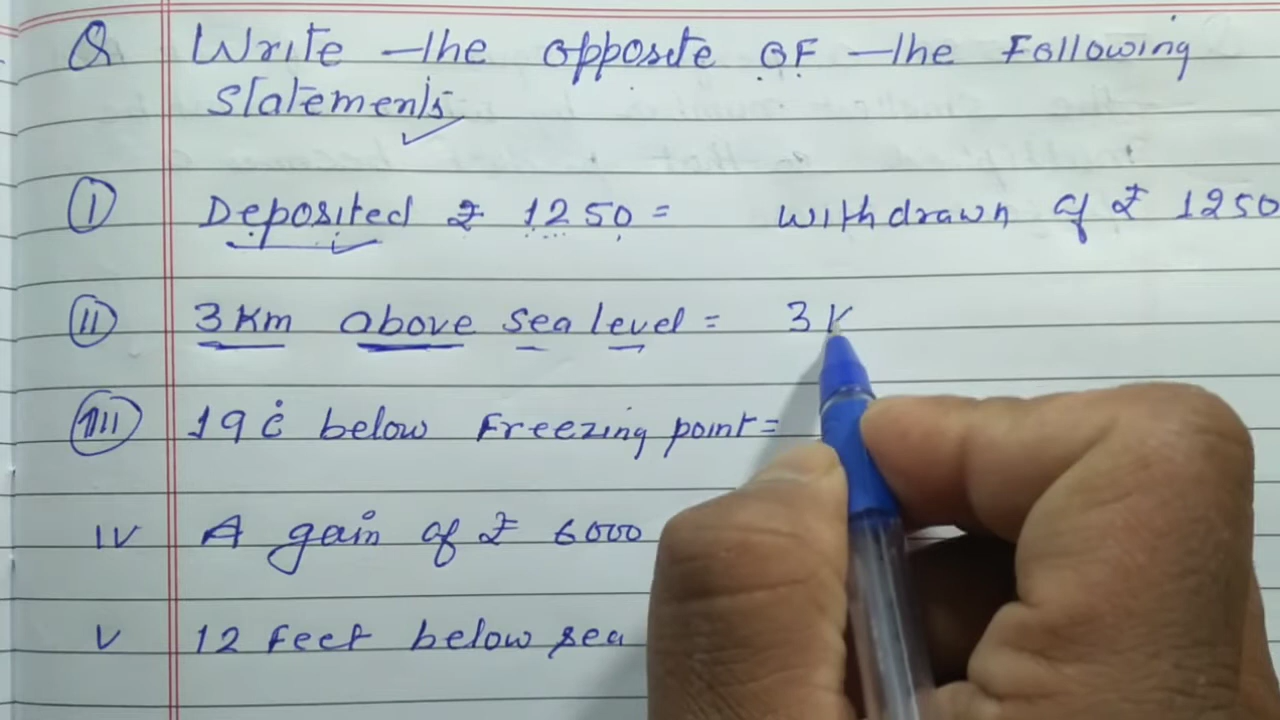 Q Write the opposite OF the Following
statements
(i) Deposited ₹ 1250 = Withdrawn of ₹ 1250
(ii) 3 Km above sea level = 3 K
(iii) 19 °C below Freezing point =
iv A gain of ₹ 6000
v 12 Feet below sea